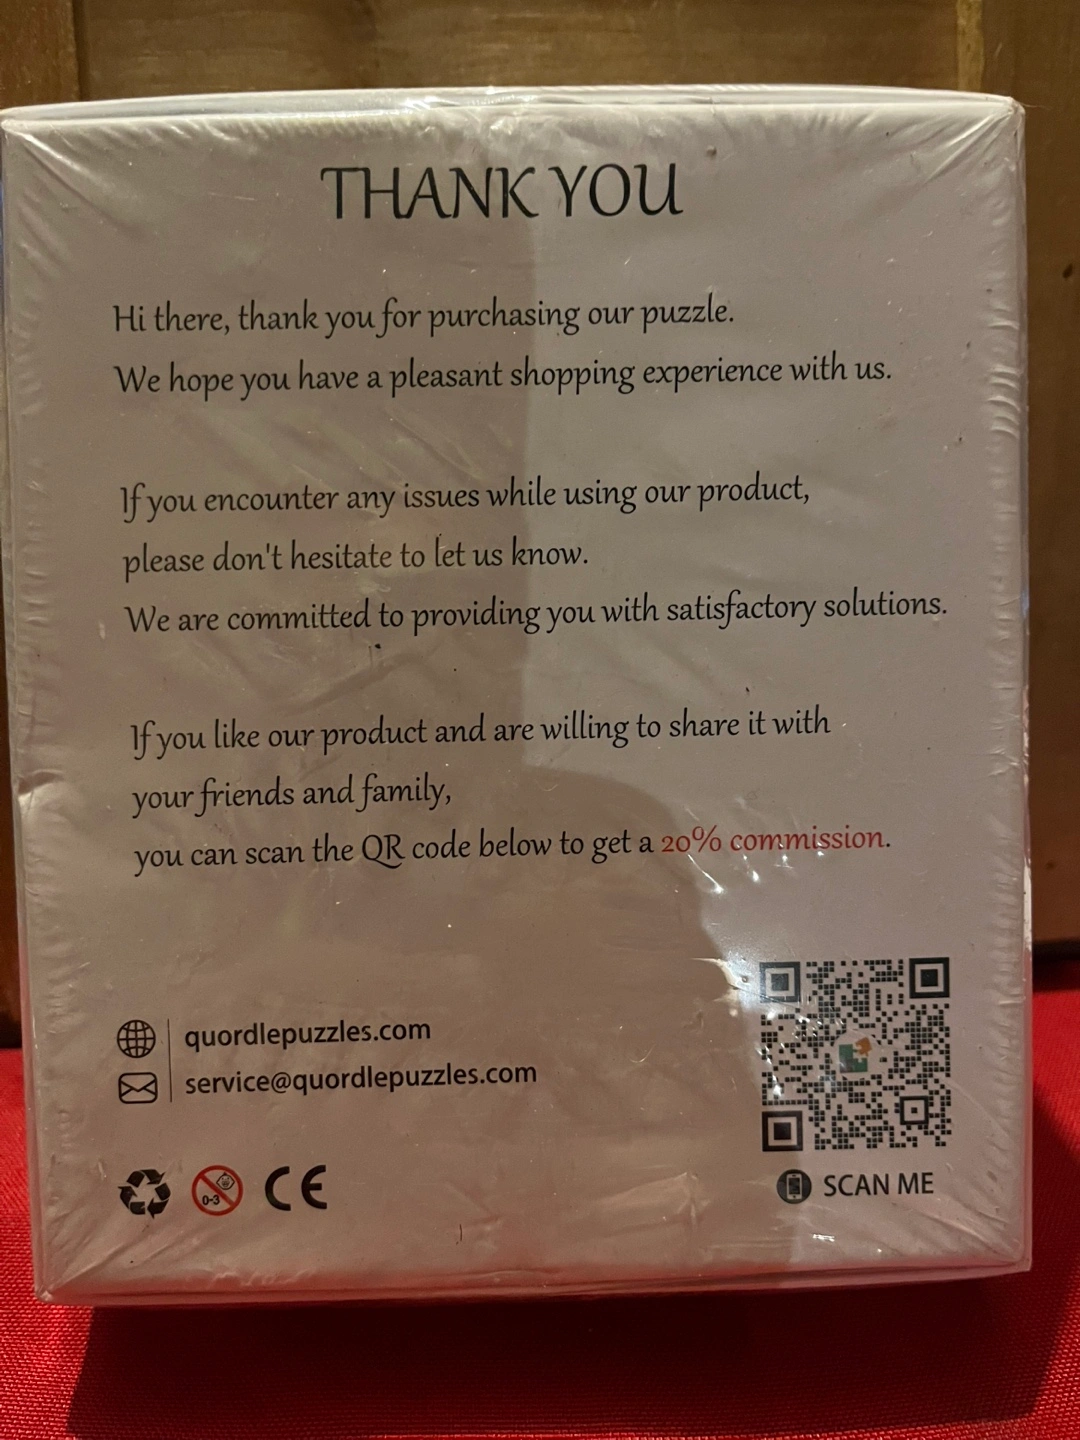 THANK YOU
Hi there, thank you for purchasing our puzzle.
We hope you have a pleasant shopping experience with us.
If you encounter any issues while using our product,
please don't hesitate to let us know.
We are committed to providing you with satisfactory solutions.
If you like our product and are willing to share it with
your friends and family,
you can scan the QR code below to get a 20% commission.
quordlepuzzles.com
service@quordlepuzzles.com
0-3
CE
SCAN ME